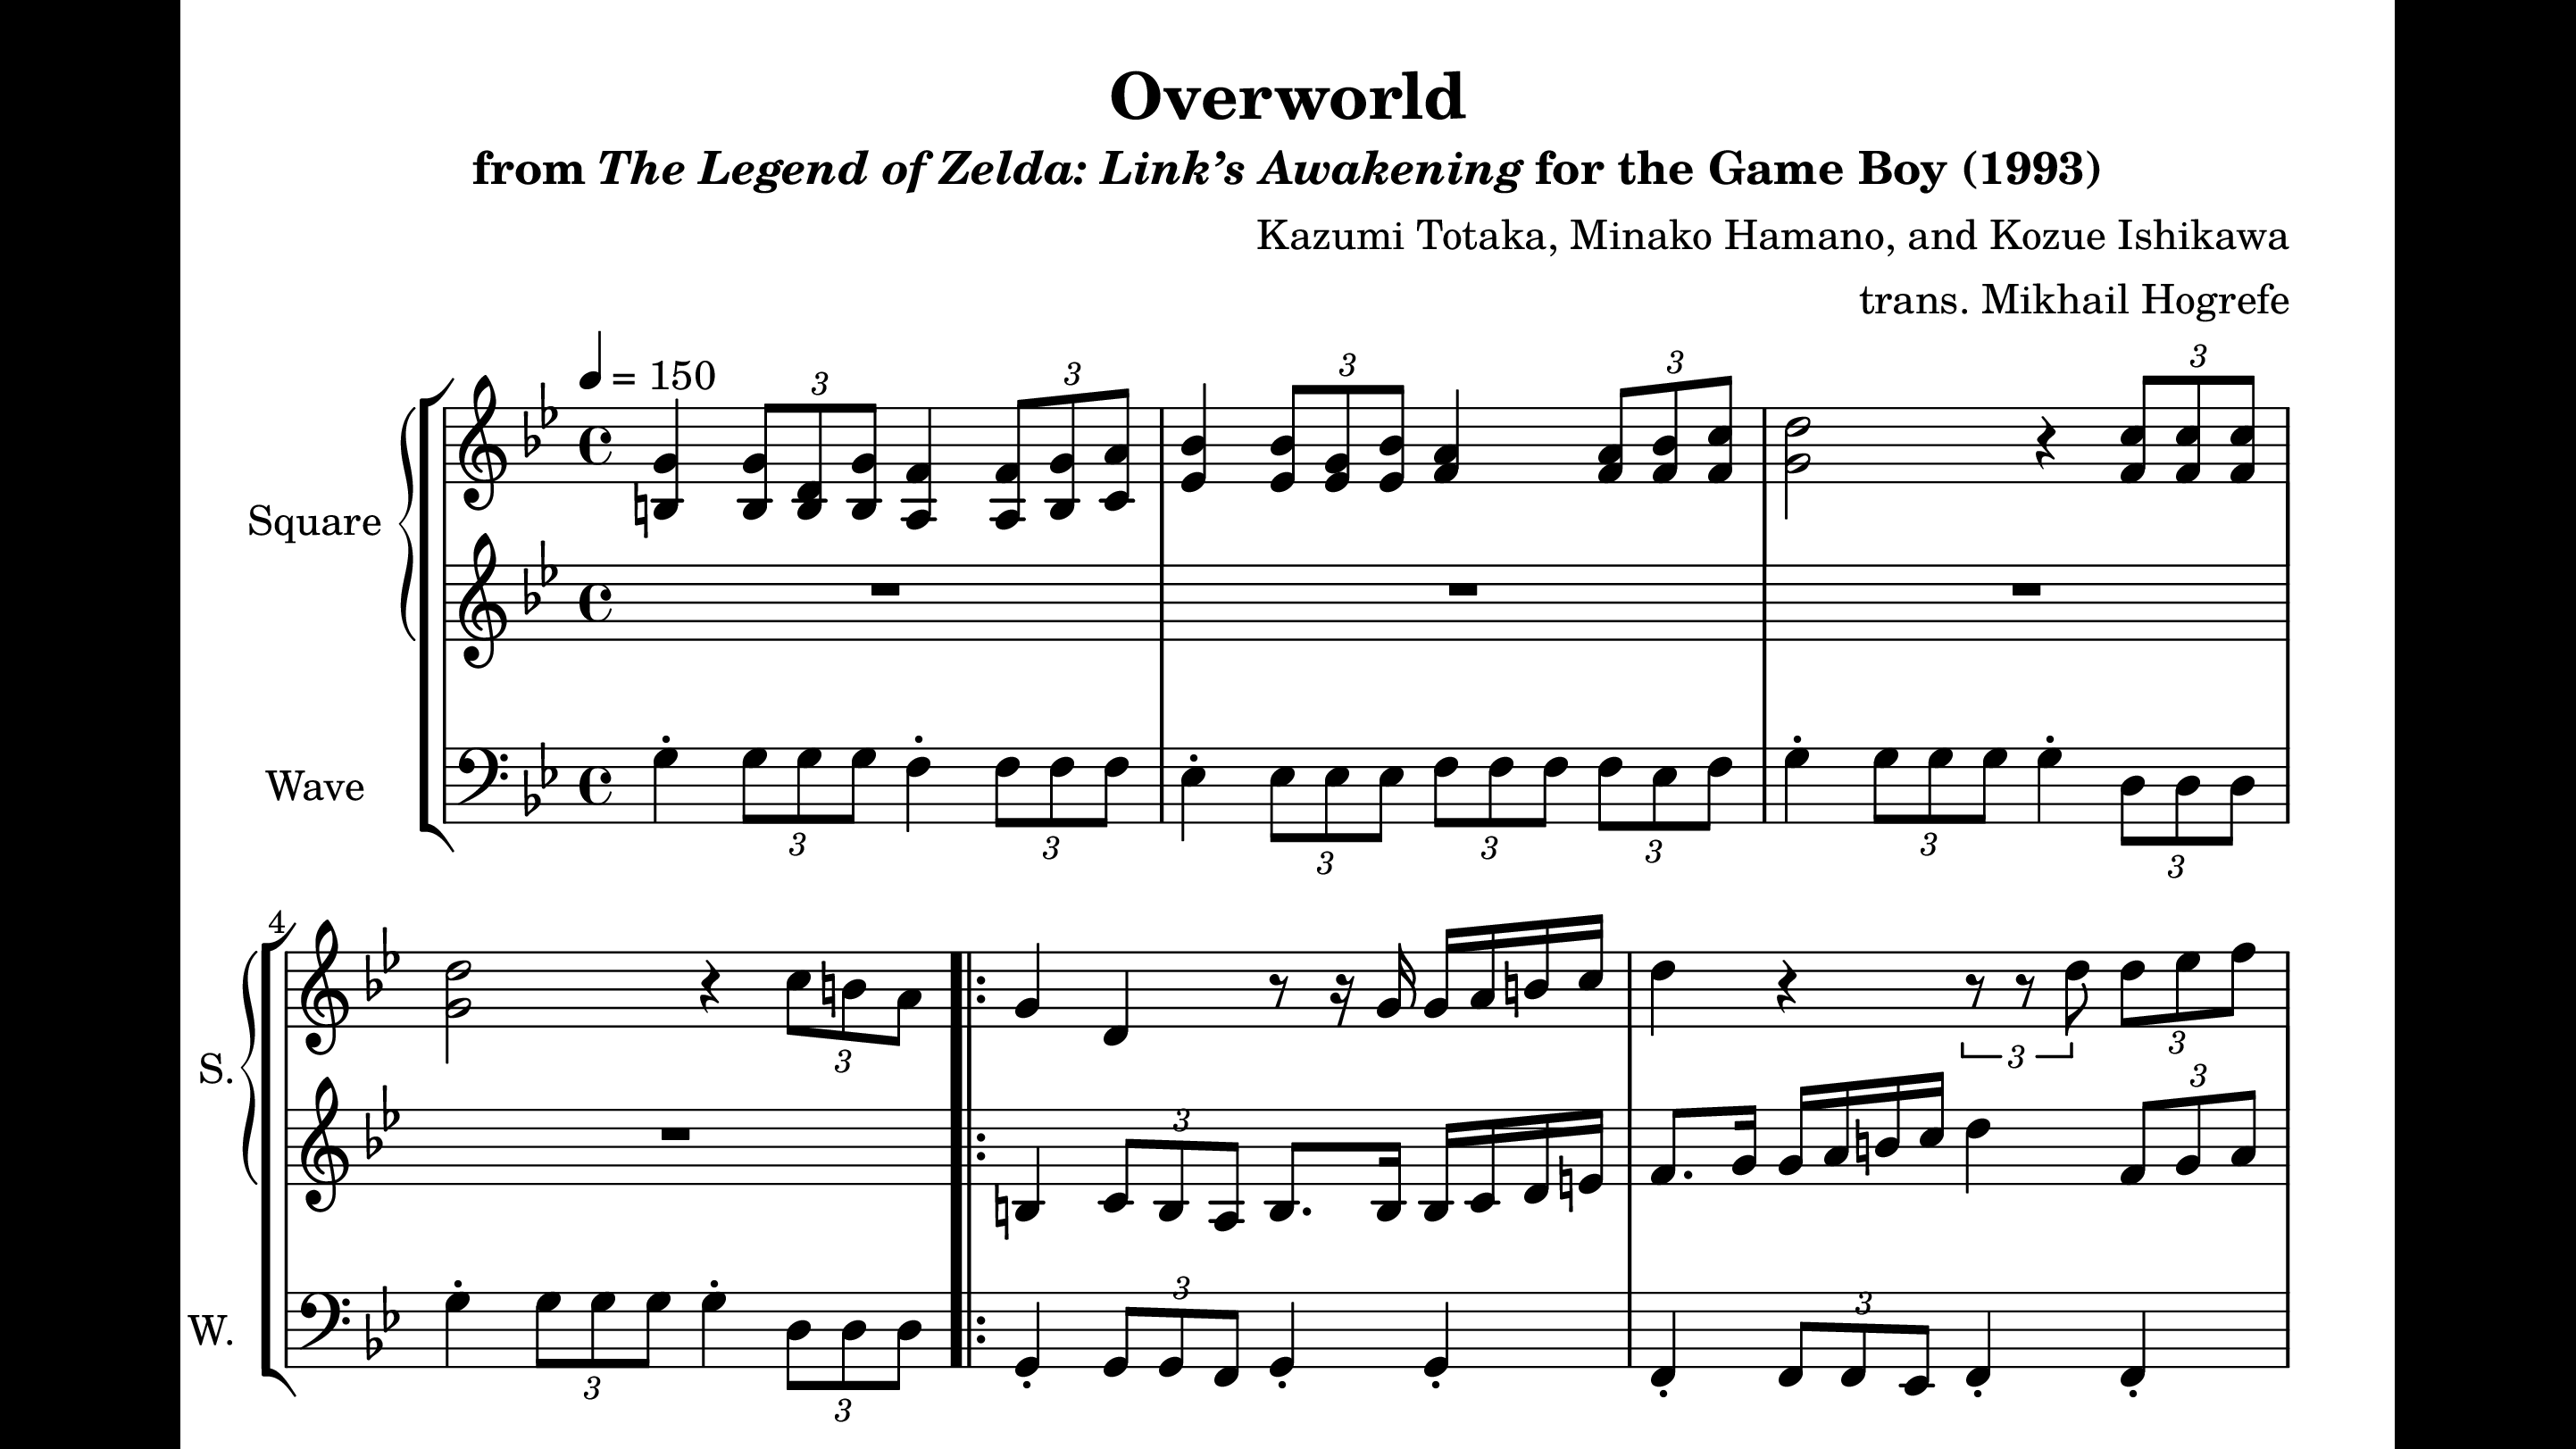 Overworld
from The Legend of Zelda: Link’s Awakening for the Game Boy (1993)
Kazumi Totaka, Minako Hamano, and Kozue Ishikawa
trans. Mikhail Hogrefe
= 150
3 3 3 3 3
Square
Wave
3 3 3 3 3 3 3
4
S.
3 3 3
3 3
W.
3 3 3 3